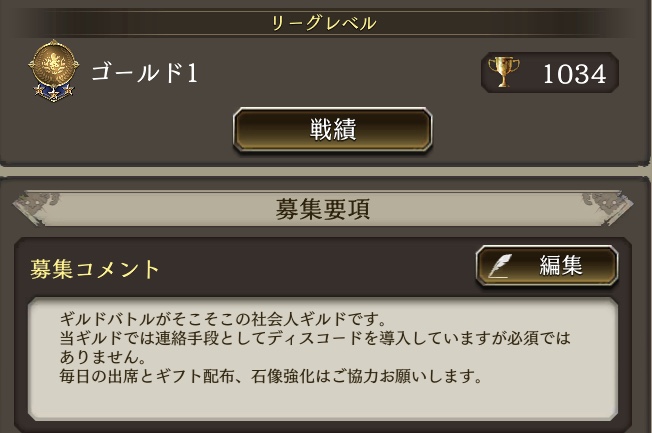 リーグレベル
ゴールド1
1034
戦績
募集要項
募集コメント
編集
ギルドバトルがそこそこの社会人ギルドです。
当ギルドでは連絡手段としてディスコードを導入していますが必須では
ありません。
毎日の出席とギフト配布、石像強化はご協力お願いします。